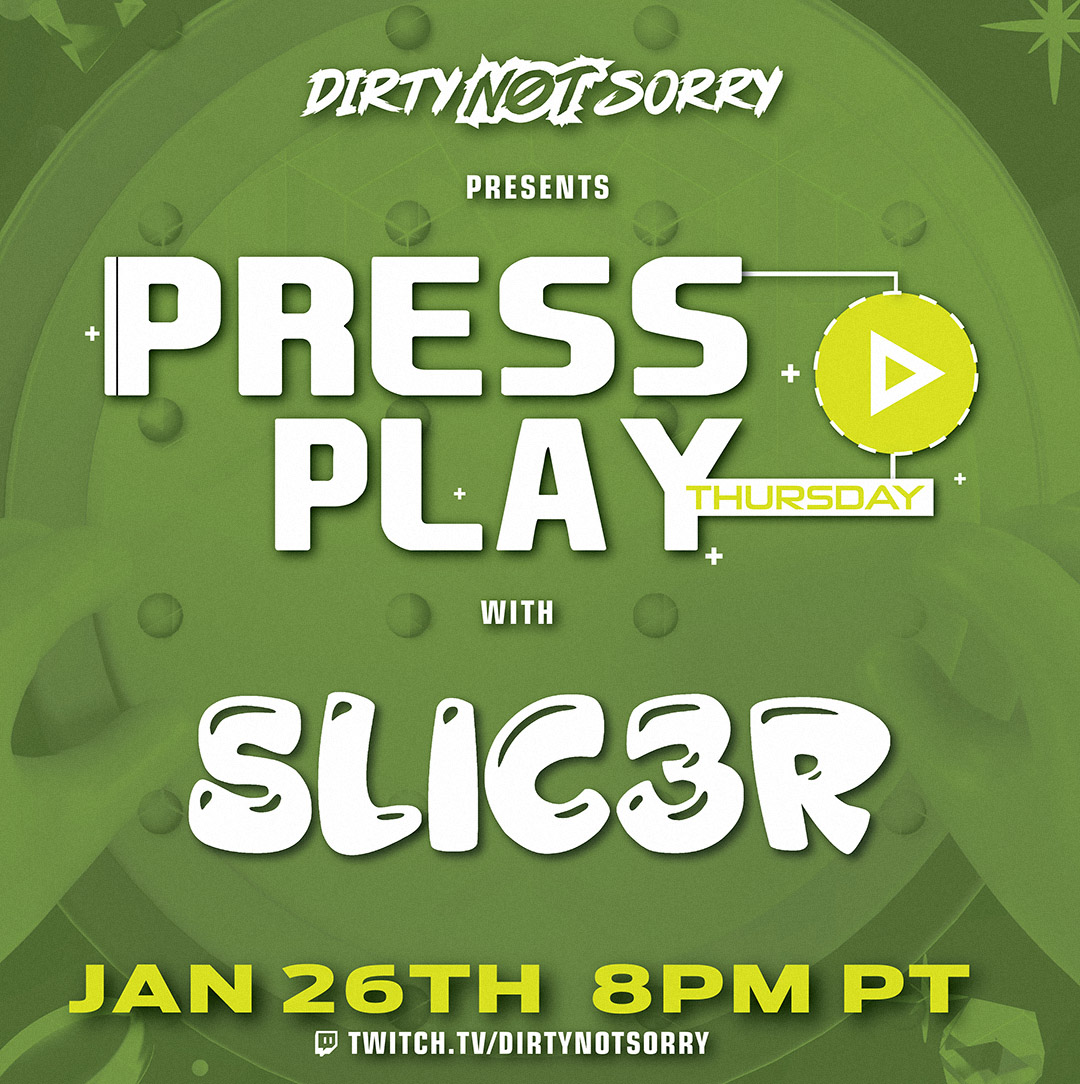 DIRTY NOT SORRY
PRESENTS
PRESS
PLAY
THURSDAY
WITH
SLIC3R
JAN 26TH 8PM PT
TWITCH.TV/DIRTYNOTSORRY